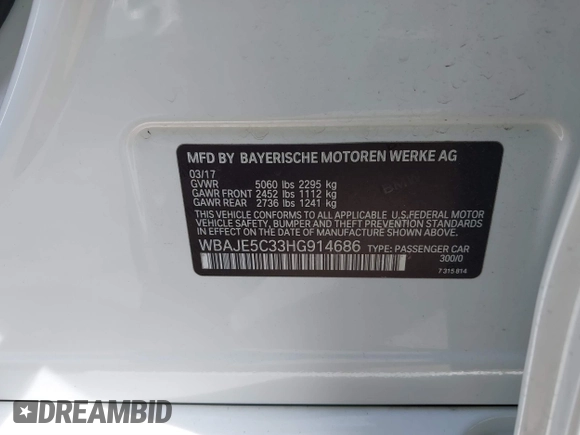 MFD BY BAYERISCHE MOTOREN WERKE AG
03/17
GVWR 5060 lbs 2295 kg
GAWR FRONT 2452 lbs 1112 kg
GAWR REAR 2736 lbs 1241 kg
THIS VEHICLE CONFORMS TO ALL APPLICABLE U.S. FEDERAL MOTOR
VEHICLE SAFETY, BUMPER AND THEFT PREVENTION STANDARDS
IN EFFECT ON THE DATE OF MANUFACTURE SHOWN ABOVE.
WBAJE5C33HG914686 TYPE: PASSENGER CAR
300/0
7 315 814
DREAMBID